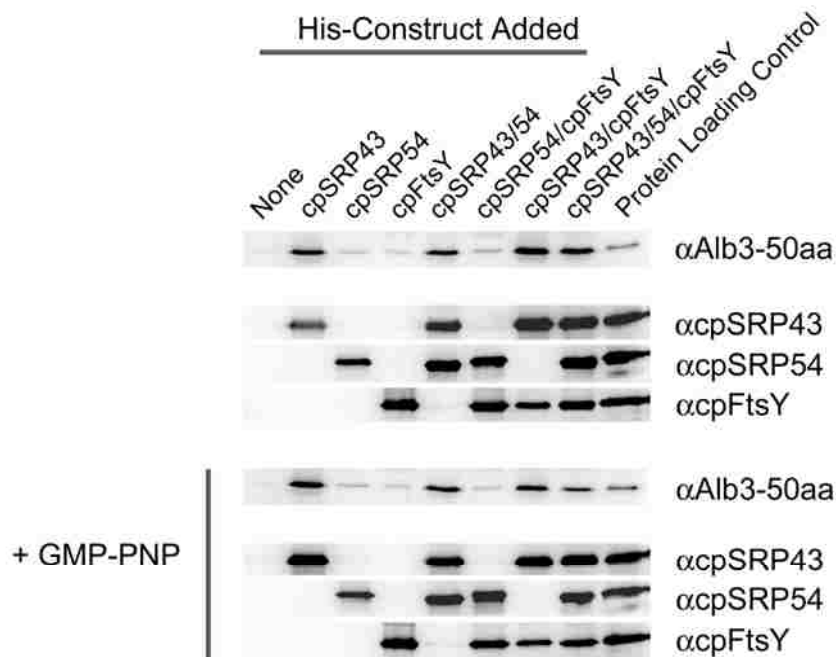 His-Construct Added
None
cpSRP43
cpSRP54
cpFtsY
cpSRP43/54
cpSRP54/cpFtsY
cpSRP43/cpFtsY
cpSRP43/54/cpFtsY
Protein Loading Control
αAlb3-50aa
αcpSRP43
αcpSRP54
αcpFtsY
αAlb3-50aa
+ GMP-PNP
αcpSRP43
αcpSRP54
αcpFtsY